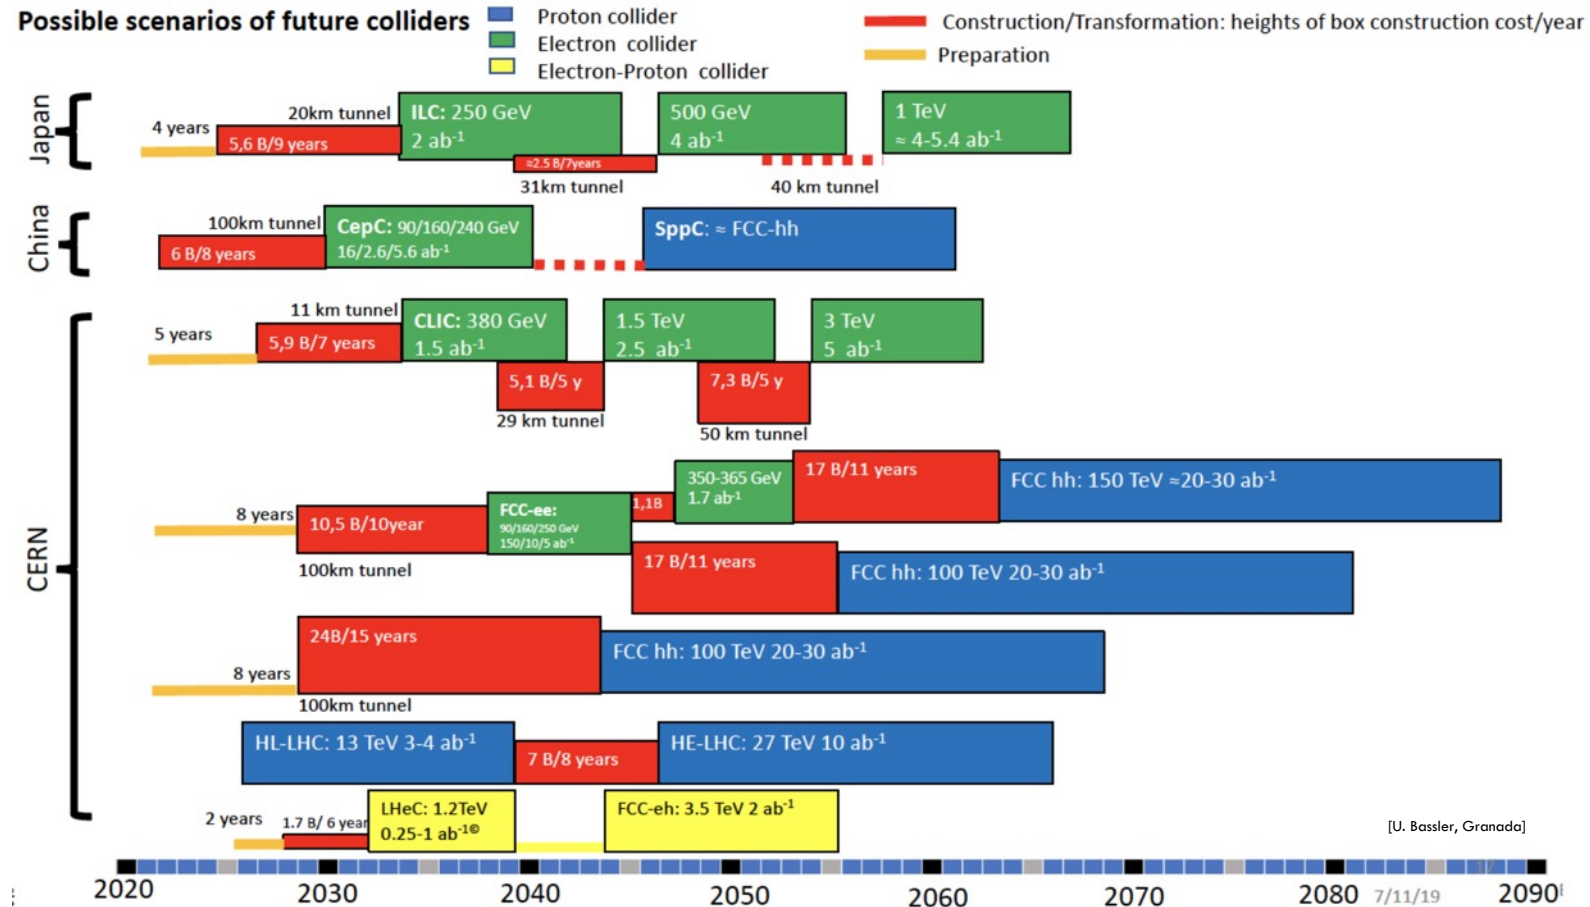 Possible scenarios of future colliders
Proton collider
Electron collider
Electron-Proton collider
Construction/Transformation: heights of box construction cost/year
Preparation
Japan
4 years
20km tunnel
5,6 B/9 years
ILC: 250 GeV
2 ab-1
≈2.5 B/7years
31km tunnel
500 GeV
4 ab-1
40 km tunnel
1 TeV
≈ 4-5.4 ab-1
China
100km tunnel
6 B/8 years
CepC: 90/160/240 GeV
16/2.6/5.6 ab-1
SppC: ≈ FCC-hh
CERN
5 years
11 km tunnel
5,9 B/7 years
CLIC: 380 GeV
1.5 ab-1
5,1 B/5 y
29 km tunnel
1.5 TeV
2.5 ab-1
7,3 B/5 y
50 km tunnel
3 TeV
5 ab-1
8 years
10,5 B/10year
100km tunnel
FCC-ee:
90/160/250 GeV
150/10/5 ab-1
1,1B
350-365 GeV
1.7 ab-1
17 B/11 years
FCC hh: 150 TeV ≈20-30 ab-1
17 B/11 years
FCC hh: 100 TeV 20-30 ab-1
8 years
24B/15 years
100km tunnel
FCC hh: 100 TeV 20-30 ab-1
HL-LHC: 13 TeV 3-4 ab-1
7 B/8 years
HE-LHC: 27 TeV 10 ab-1
2 years
1.7 B/ 6 year
LHeC: 1.2TeV
0.25-1 ab-1©
FCC-eh: 3.5 TeV 2 ab-1
[U. Bassler, Granada]
2020 2030 2040 2050 2060 2070 2080 2090
7/11/19